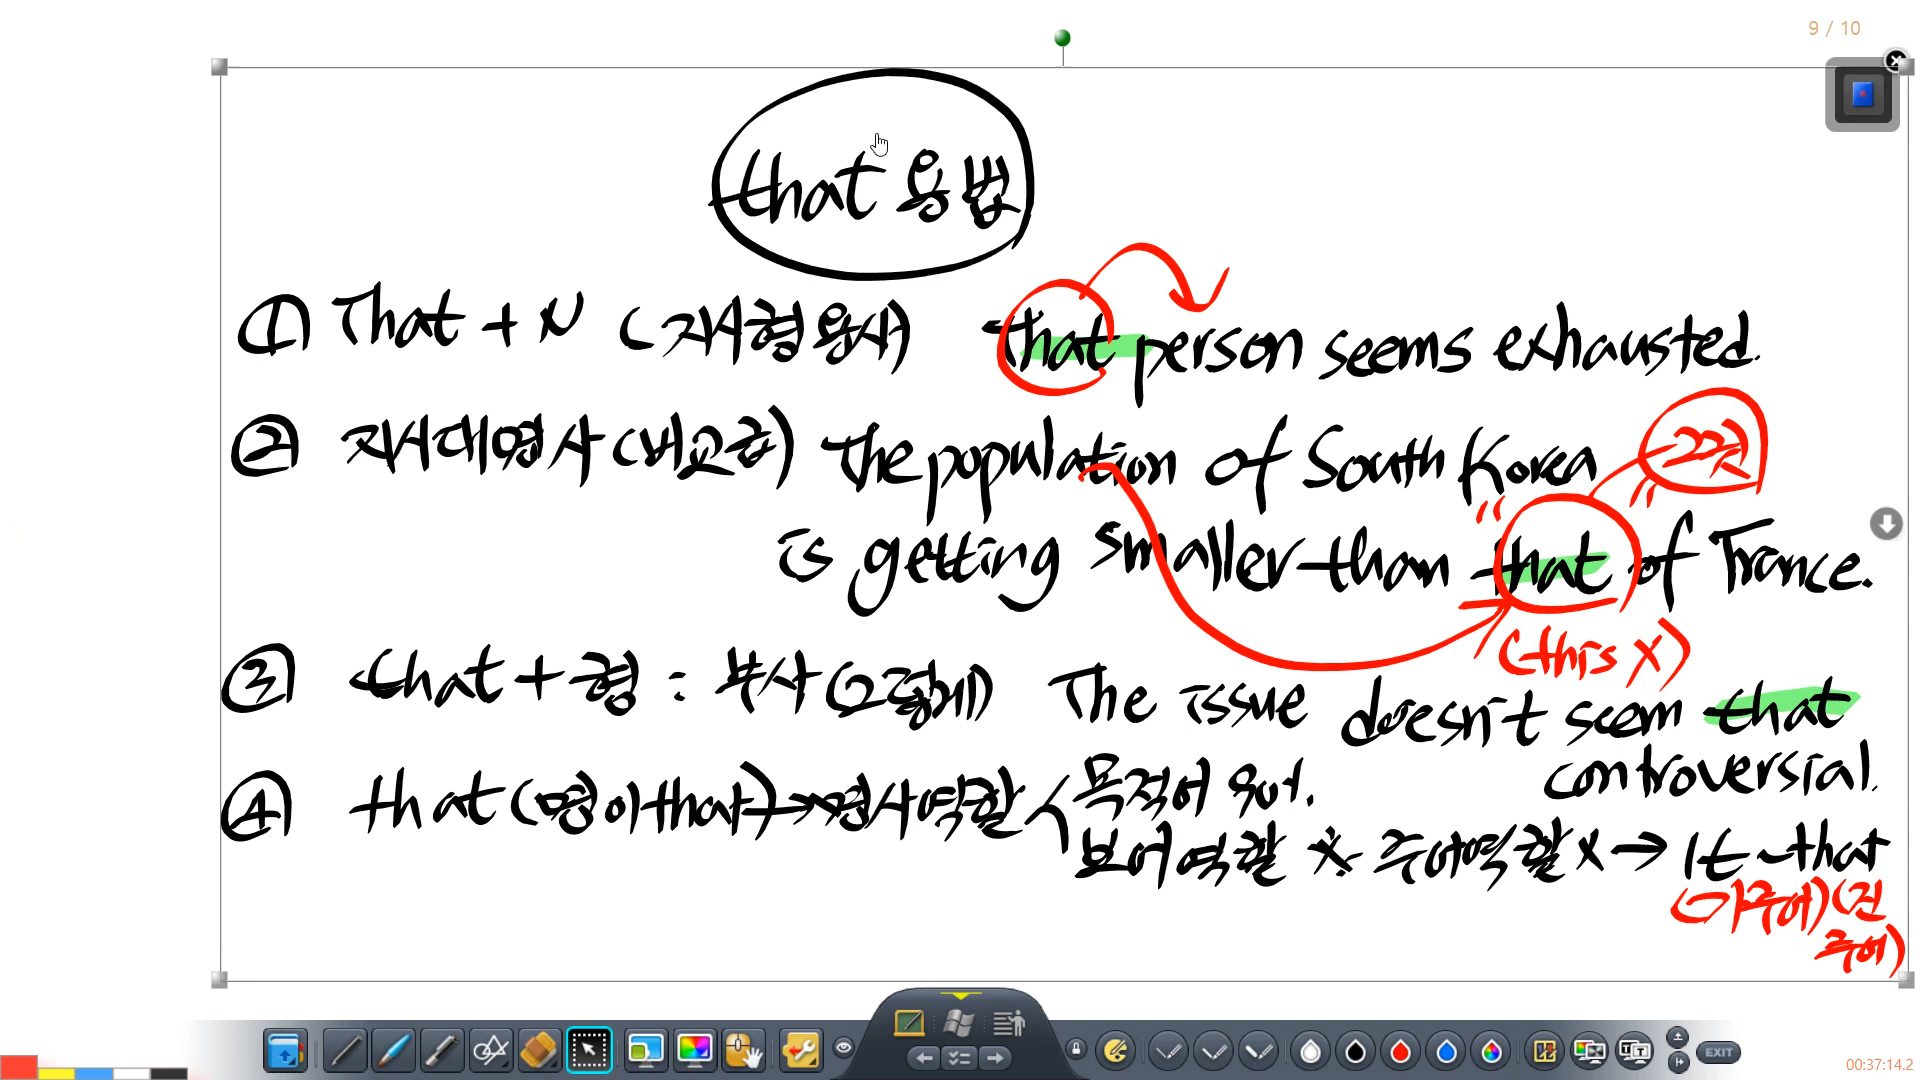 9 / 10
that 용법
① That + N (지시형용사) that person seems exhausted.
② 지시대명사 (비교급) The population of South Korea
is getting smaller than that of France.
(this X)
③ that + 형 : 부사 (그렇게) The issue doesn't seem that
controversial.
④ that (명이that) → 명사역할 목적어 역어.
보어역할 ※ 주어역할 X → It ~ that
(가주어) (진
주어)
EXIT
00:37:14.2